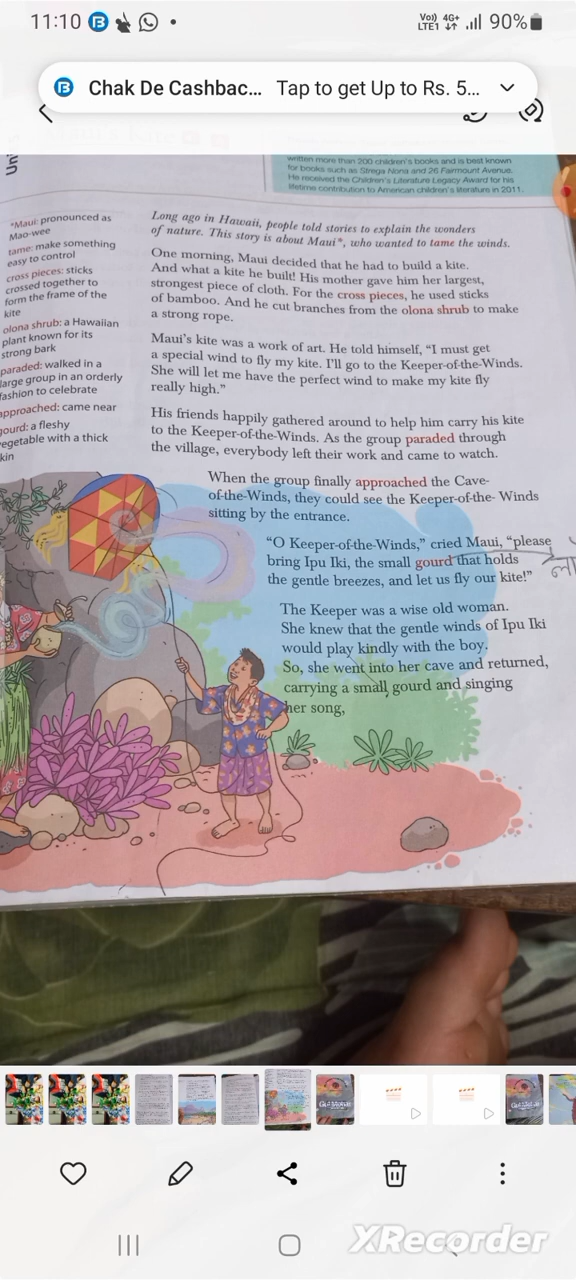 11:10
Vo)) 4G+
LTE1
90%
Chak De Cashbac... Tap to get Up to Rs. 5...
written more than 200 children's books and is best known
for books such as Strega Nona and 26 Fairmount Avenue.
He received the Children's Literature Legacy Award for his
lifetime contribution to American children's literature in 2011.
*Maui: pronounced as
Mao-wee
tame: make something
easy to control
cross pieces: sticks
crossed together to
form the frame of the
kite
olona shrub: a Hawaiian
plant known for its
strong bark
paraded: walked in a
large group in an orderly
fashion to celebrate
approached: came near
gourd: a fleshy
vegetable with a thick
kin
Long ago in Hawaii, people told stories to explain the wonders
of nature. This story is about Maui*, who wanted to tame the winds.
One morning, Maui decided that he had to build a kite.
And what a kite he built! His mother gave him her largest,
strongest piece of cloth. For the cross pieces, he used sticks
of bamboo. And he cut branches from the olona shrub to make
a strong rope.
Maui's kite was a work of art. He told himself, “I must get
a special wind to fly my kite. I'll go to the Keeper-of-the-Winds.
She will let me have the perfect wind to make my kite fly
really high.”
His friends happily gathered around to help him carry his kite
to the Keeper-of-the-Winds. As the group paraded through
the village, everybody left their work and came to watch.
When the group finally approached the Cave-
of-the-Winds, they could see the Keeper-of-the- Winds
sitting by the entrance.
“O Keeper-of-the-Winds,” cried Maui, “please
bring Ipu Iki, the small gourd that holds
the gentle breezes, and let us fly our kite!”
The Keeper was a wise old woman.
She knew that the gentle winds of Ipu Iki
would play kindly with the boy.
So, she went into her cave and returned,
carrying a small gourd and singing
her song,
XRecorder